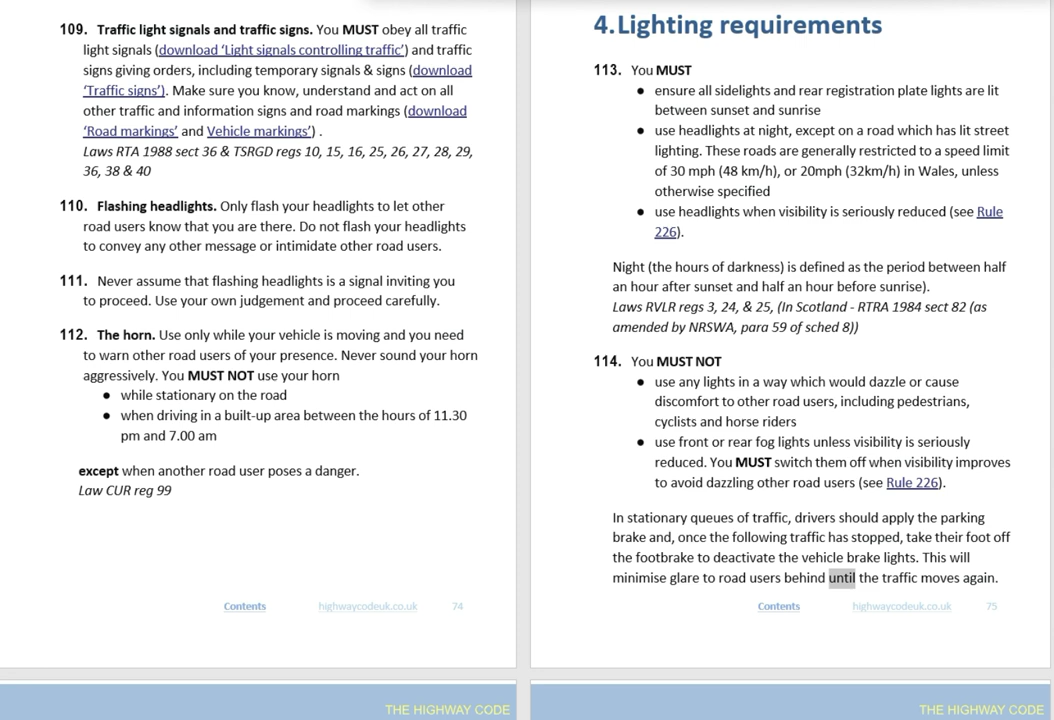 109. Traffic light signals and traffic signs. You MUST obey all traffic
light signals (download ‘Light signals controlling traffic’) and traffic
signs giving orders, including temporary signals & signs (download
‘Traffic signs’). Make sure you know, understand and act on all
other traffic and information signs and road markings (download
‘Road markings’ and Vehicle markings’) .
Laws RTA 1988 sect 36 & TSRGD regs 10, 15, 16, 25, 26, 27, 28, 29,
36, 38 & 40
110. Flashing headlights. Only flash your headlights to let other
road users know that you are there. Do not flash your headlights
to convey any other message or intimidate other road users.
111. Never assume that flashing headlights is a signal inviting you
to proceed. Use your own judgement and proceed carefully.
112. The horn. Use only while your vehicle is moving and you need
to warn other road users of your presence. Never sound your horn
aggressively. You MUST NOT use your horn
● while stationary on the road
● when driving in a built-up area between the hours of 11.30
pm and 7.00 am
except when another road user poses a danger.
Law CUR reg 99
Contents highwaycodeuk.co.uk 74
THE HIGHWAY CODE
4. Lighting requirements
113. You MUST
● ensure all sidelights and rear registration plate lights are lit
between sunset and sunrise
● use headlights at night, except on a road which has lit street
lighting. These roads are generally restricted to a speed limit
of 30 mph (48 km/h), or 20mph (32km/h) in Wales, unless
otherwise specified
● use headlights when visibility is seriously reduced (see Rule
226).
Night (the hours of darkness) is defined as the period between half
an hour after sunset and half an hour before sunrise).
Laws RVLR regs 3, 24, & 25, (In Scotland - RTRA 1984 sect 82 (as
amended by NRSWA, para 59 of sched 8))
114. You MUST NOT
● use any lights in a way which would dazzle or cause
discomfort to other road users, including pedestrians,
cyclists and horse riders
● use front or rear fog lights unless visibility is seriously
reduced. You MUST switch them off when visibility improves
to avoid dazzling other road users (see Rule 226).
In stationary queues of traffic, drivers should apply the parking
brake and, once the following traffic has stopped, take their foot off
the footbrake to deactivate the vehicle brake lights. This will
minimise glare to road users behind until the traffic moves again.
Contents highwaycodeuk.co.uk 75
THE HIGHWAY CODE